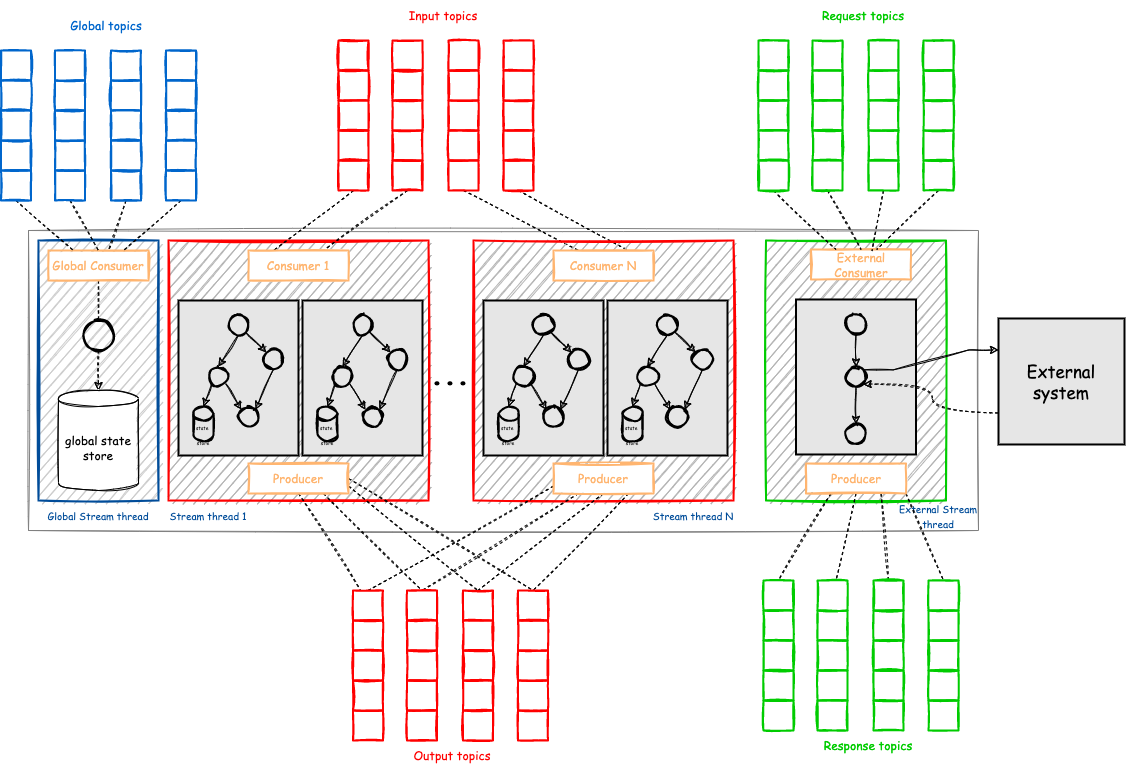 Global topics
Input topics
Request topics
Global Consumer
Consumer 1
Consumer N
External
Consumer
global state
store
state
store
state
store
state
store
state
store
External
system
Producer
Producer
Producer
Global Stream thread
Stream thread 1
Stream thread N
External Stream
thread
Output topics
Response topics